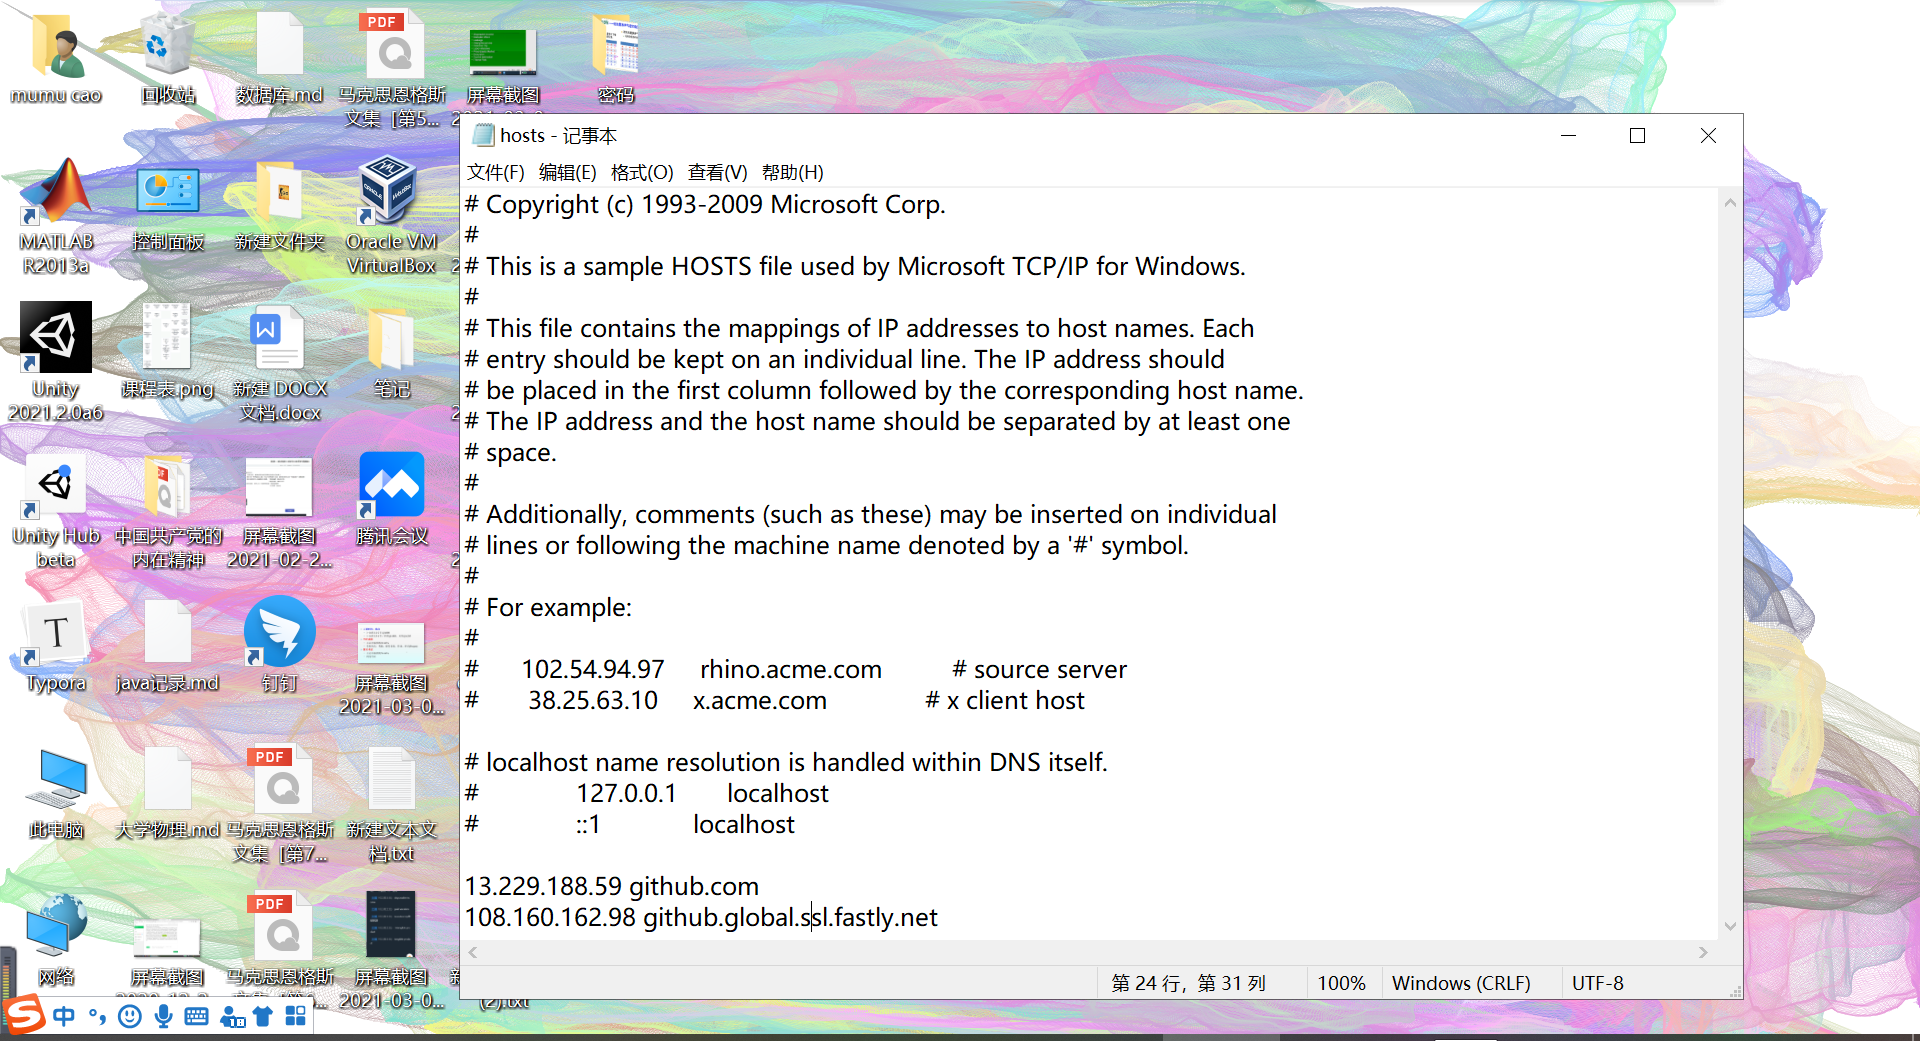 mumu cao
回收站
数据库.md
马克思恩格斯
文集［第5...
屏幕截图
密码
MATLAB
R2013a
控制面板
新建文件夹
Oracle VM
VirtualBox
Unity
2021.2.0a6
课程表.png
新建 DOCX
文档.docx
笔记
Unity Hub
beta
中国共产党的
内在精神
屏幕截图
2021-02-2...
腾讯会议
Typora
java记录.md
钉钉
屏幕截图
2021-03-0...
此电脑
大学物理.md
马克思恩格斯
文集［第7...
新建文本文
档.txt
网络
屏幕截图
马克思恩格斯
屏幕截图
2021-03-0...
(2).txt
PDF
PDF
PDF
中
hosts - 记事本
文件(F) 编辑(E) 格式(O) 查看(V) 帮助(H)
# Copyright (c) 1993-2009 Microsoft Corp.
#
# This is a sample HOSTS file used by Microsoft TCP/IP for Windows.
#
# This file contains the mappings of IP addresses to host names. Each
# entry should be kept on an individual line. The IP address should
# be placed in the first column followed by the corresponding host name.
# The IP address and the host name should be separated by at least one
# space.
#
# Additionally, comments (such as these) may be inserted on individual
# lines or following the machine name denoted by a '#' symbol.
#
# For example:
#
# 102.54.94.97 rhino.acme.com # source server
# 38.25.63.10 x.acme.com # x client host
# localhost name resolution is handled within DNS itself.
# 127.0.0.1 localhost
# ::1 localhost
13.229.188.59 github.com
108.160.162.98 github.global.ssl.fastly.net
第 24 行，第 31 列 100% Windows (CRLF) UTF-8